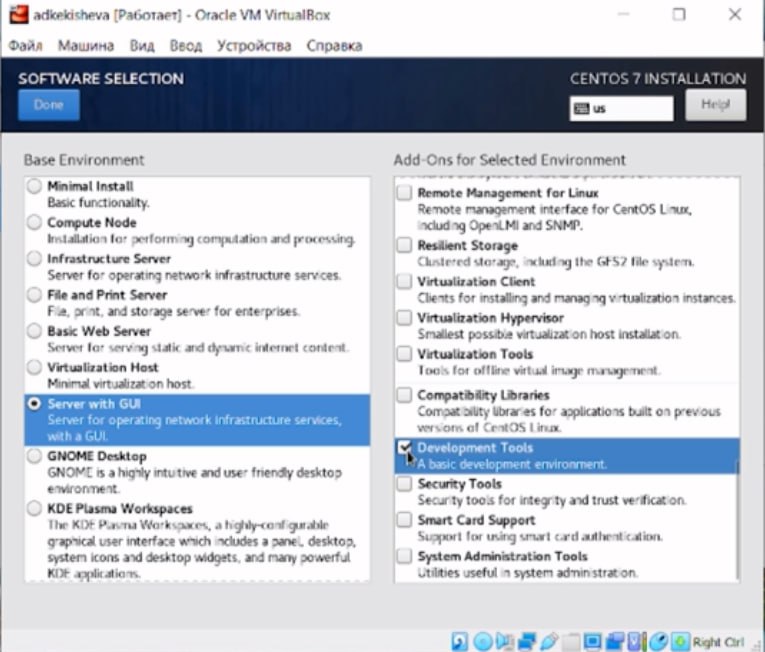 adkekisheva [Работает] - Oracle VM VirtualBox
Файл Машина Вид Ввод Устройства Справка
SOFTWARE SELECTION
CENTOS 7 INSTALLATION
Done
us
Help!
Base Environment
Minimal Install
Basic functionality.
Compute Node
Installation for performing computation and processing.
Infrastructure Server
Server for operating network infrastructure services.
File and Print Server
File, print, and storage server for enterprises.
Basic Web Server
Server for serving static and dynamic internet content.
Virtualization Host
Minimal virtualization host.
Server with GUI
Server for operating network infrastructure services,
with a GUI.
GNOME Desktop
GNOME is a highly intuitive and user friendly desktop
environment.
KDE Plasma Workspaces
The KDE Plasma Workspaces, a highly-configurable
graphical user interface which includes a panel, desktop,
system icons and desktop widgets, and many powerful
KDE applications.
Add-Ons for Selected Environment
Remote Management for Linux
Remote management interface for CentOS Linux,
including OpenLMI and SNMP.
Resilient Storage
Clustered storage, including the GFS2 file system.
Virtualization Client
Clients for installing and managing virtualization instances.
Virtualization Hypervisor
Smallest possible virtualization host installation.
Virtualization Tools
Tools for offline virtual image management.
Compatibility Libraries
Compatibility libraries for applications built on previous
versions of CentOS Linux.
Development Tools
A basic development environment.
Security Tools
Security tools for integrity and trust verification.
Smart Card Support
Support for using smart card authentication.
System Administration Tools
Utilities useful in system administration.
Right Ctrl